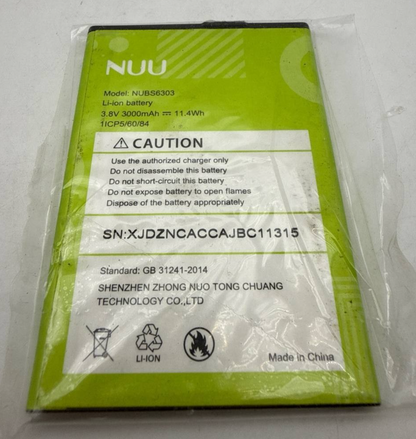 NUU
Model: NUBS6303
Li-ion battery
3.8V 3000mAh ⎓ 11.4Wh
1ICP5/60/84
⚠ CAUTION
Use the authorized charger only
Do not disassemble this battery
Do not short-circuit this battery
Do not expose battery to open flames
Dispose of the battery appropriately
SN:XJDZNCACCAJBC11315
Standard: GB 31241-2014
SHENZHEN ZHONG NUO TONG CHUANG
TECHNOLOGY CO.,LTD
LI-ION
Made in China